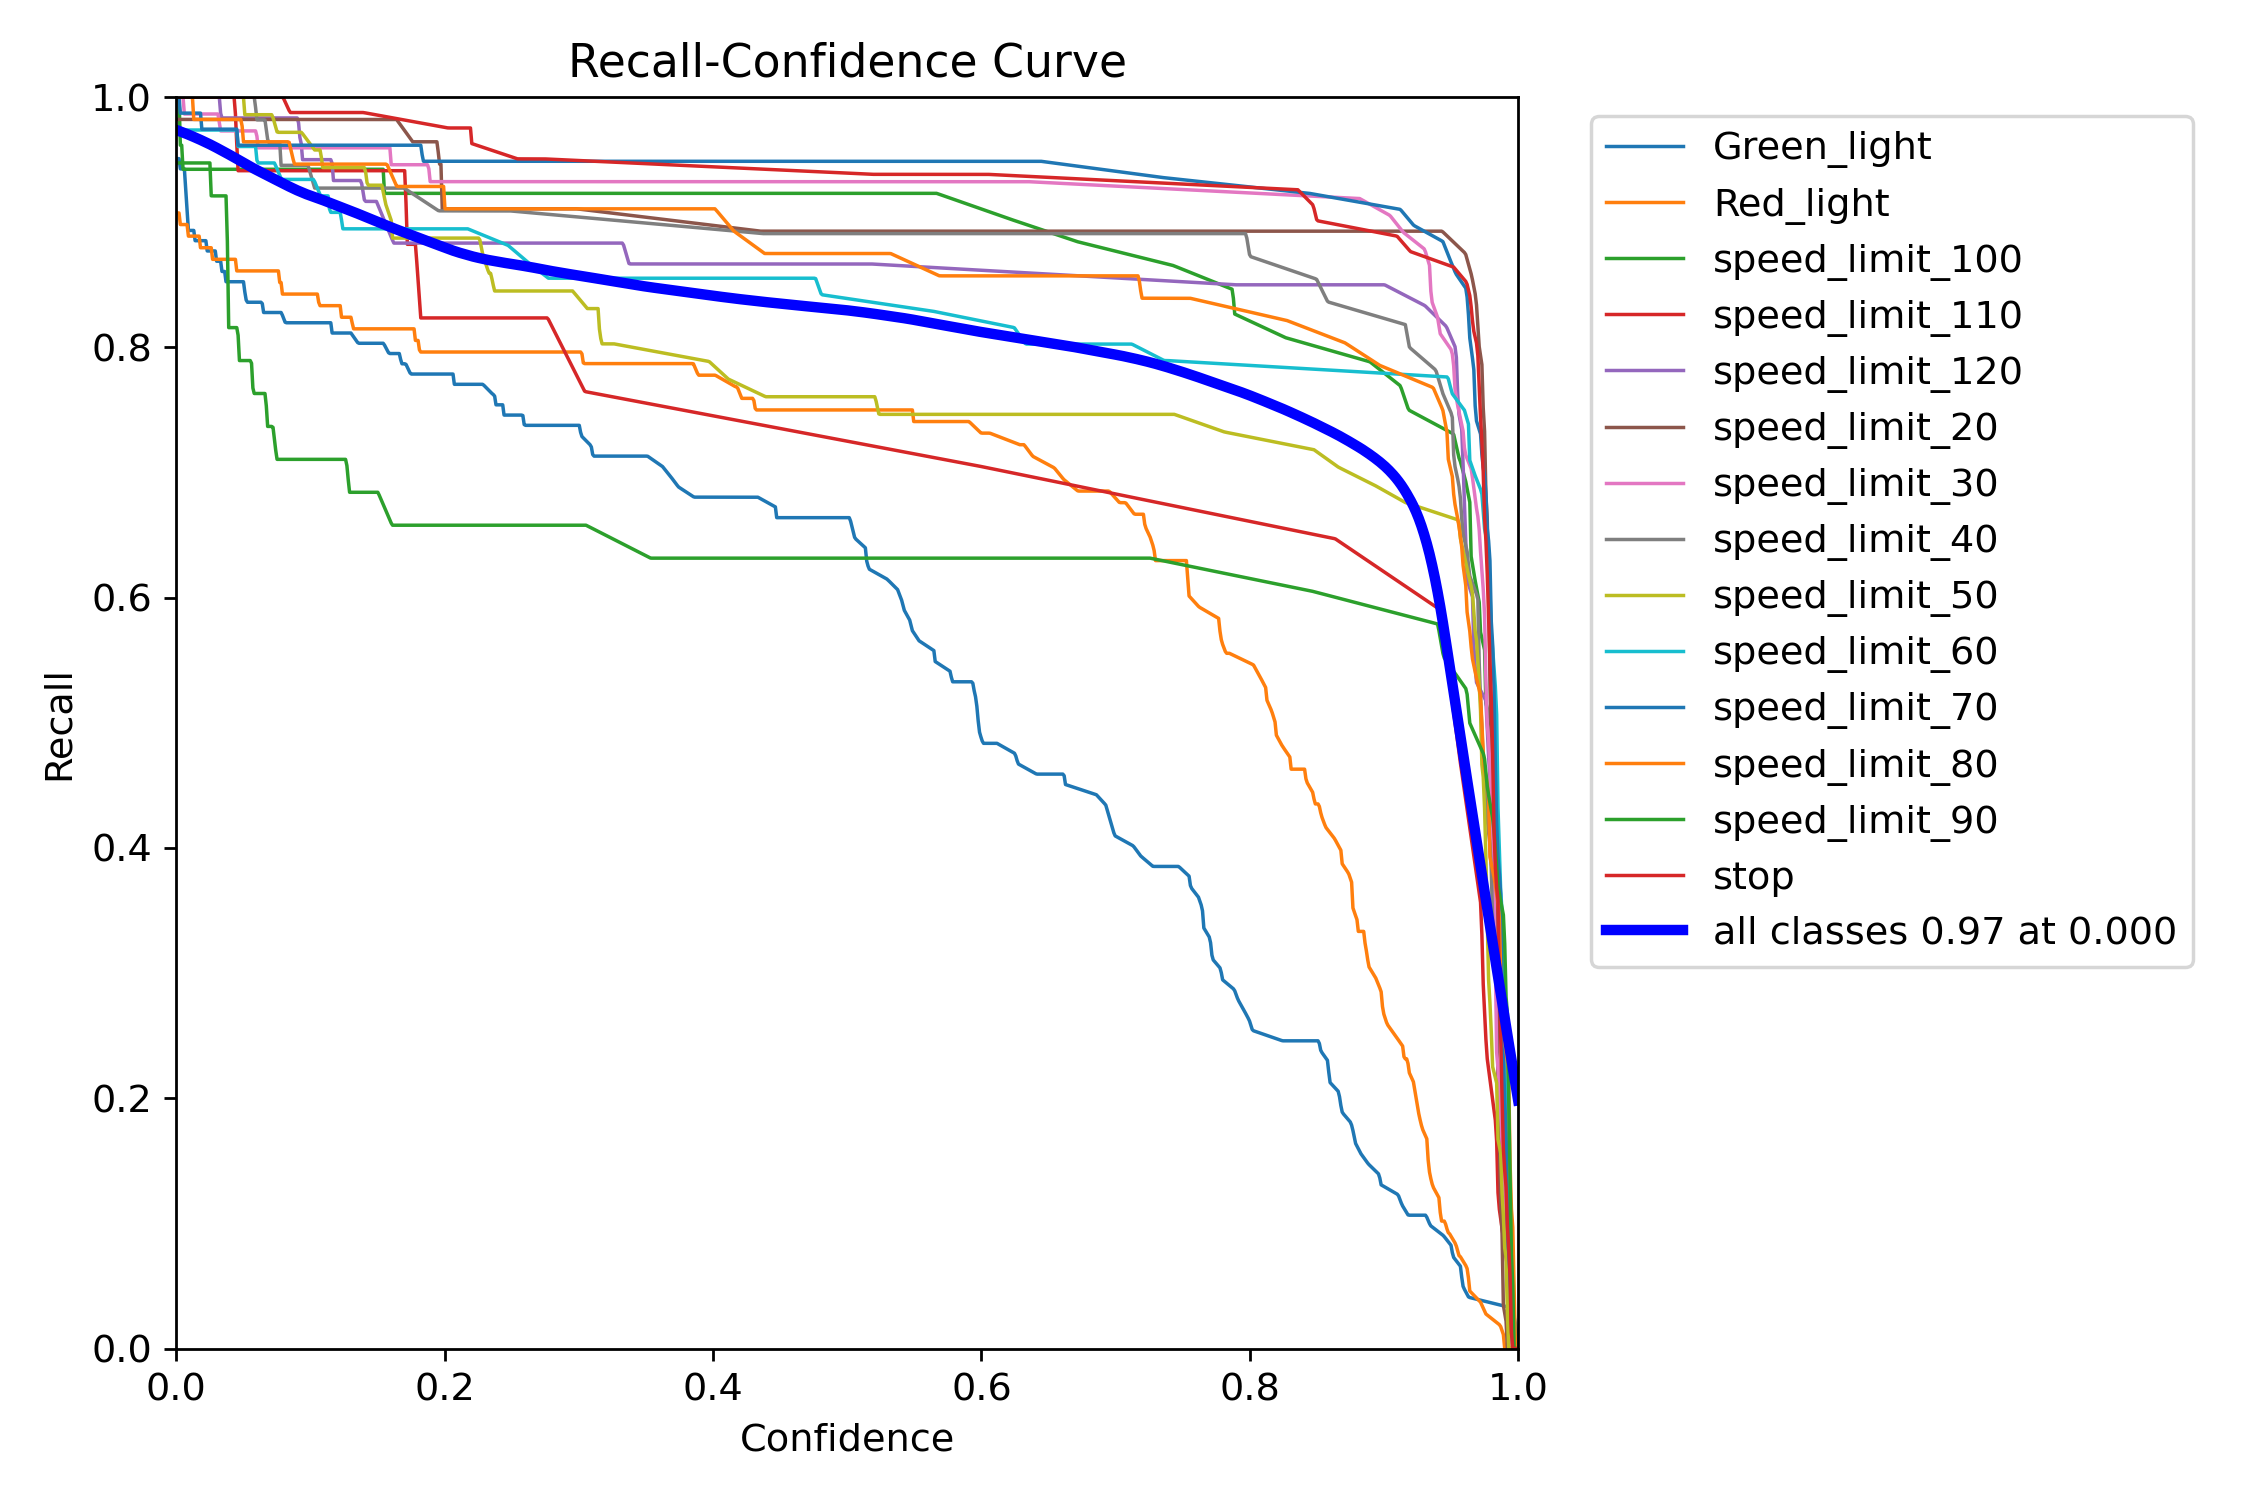 Recall-Confidence Curve
1.0
0.8
0.6
0.4
0.2
0.0
Recall
0.0 0.2 0.4 0.6 0.8 1.0
Confidence
Green_light
Red_light
speed_limit_100
speed_limit_110
speed_limit_120
speed_limit_20
speed_limit_30
speed_limit_40
speed_limit_50
speed_limit_60
speed_limit_70
speed_limit_80
speed_limit_90
stop
all classes 0.97 at 0.000